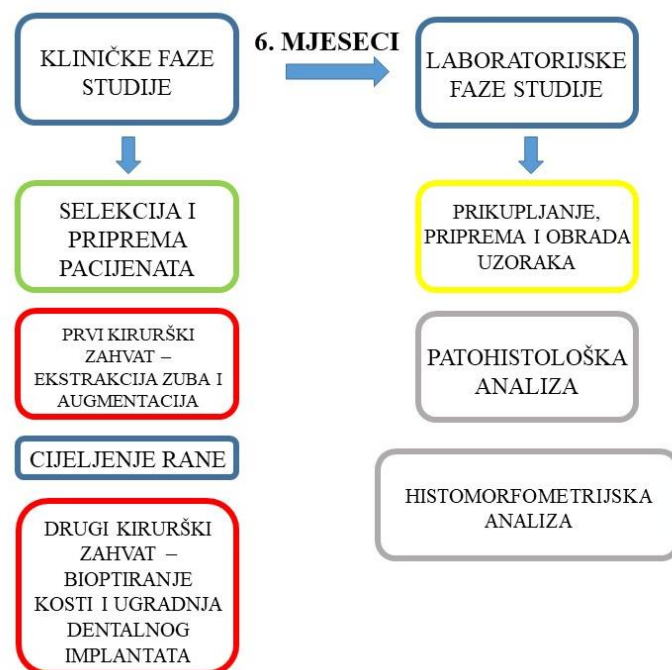 KLINIČKE FAZE
STUDIJE
6. MJESECI
LABORATORIJSKE
FAZE STUDIJE
SELEKCIJA I
PRIPREMA
PACIJENATA
PRVI KIRURŠKI
ZAHVAT –
EKSTRAKCIJA ZUBA I
AUGMENTACIJA
CIJELJENJE RANE
DRUGI KIRURŠKI
ZAHVAT –
BIOPTIRANJE
KOSTI I UGRADNJA
DENTALNOG
IMPLANTATA
PRIKUPLJANJE,
PRIPREMA I OBRADA
UZORAKA
PATOHISTOLOŠKA
ANALIZA
HISTOMORFOMETRIJSKA
ANALIZA